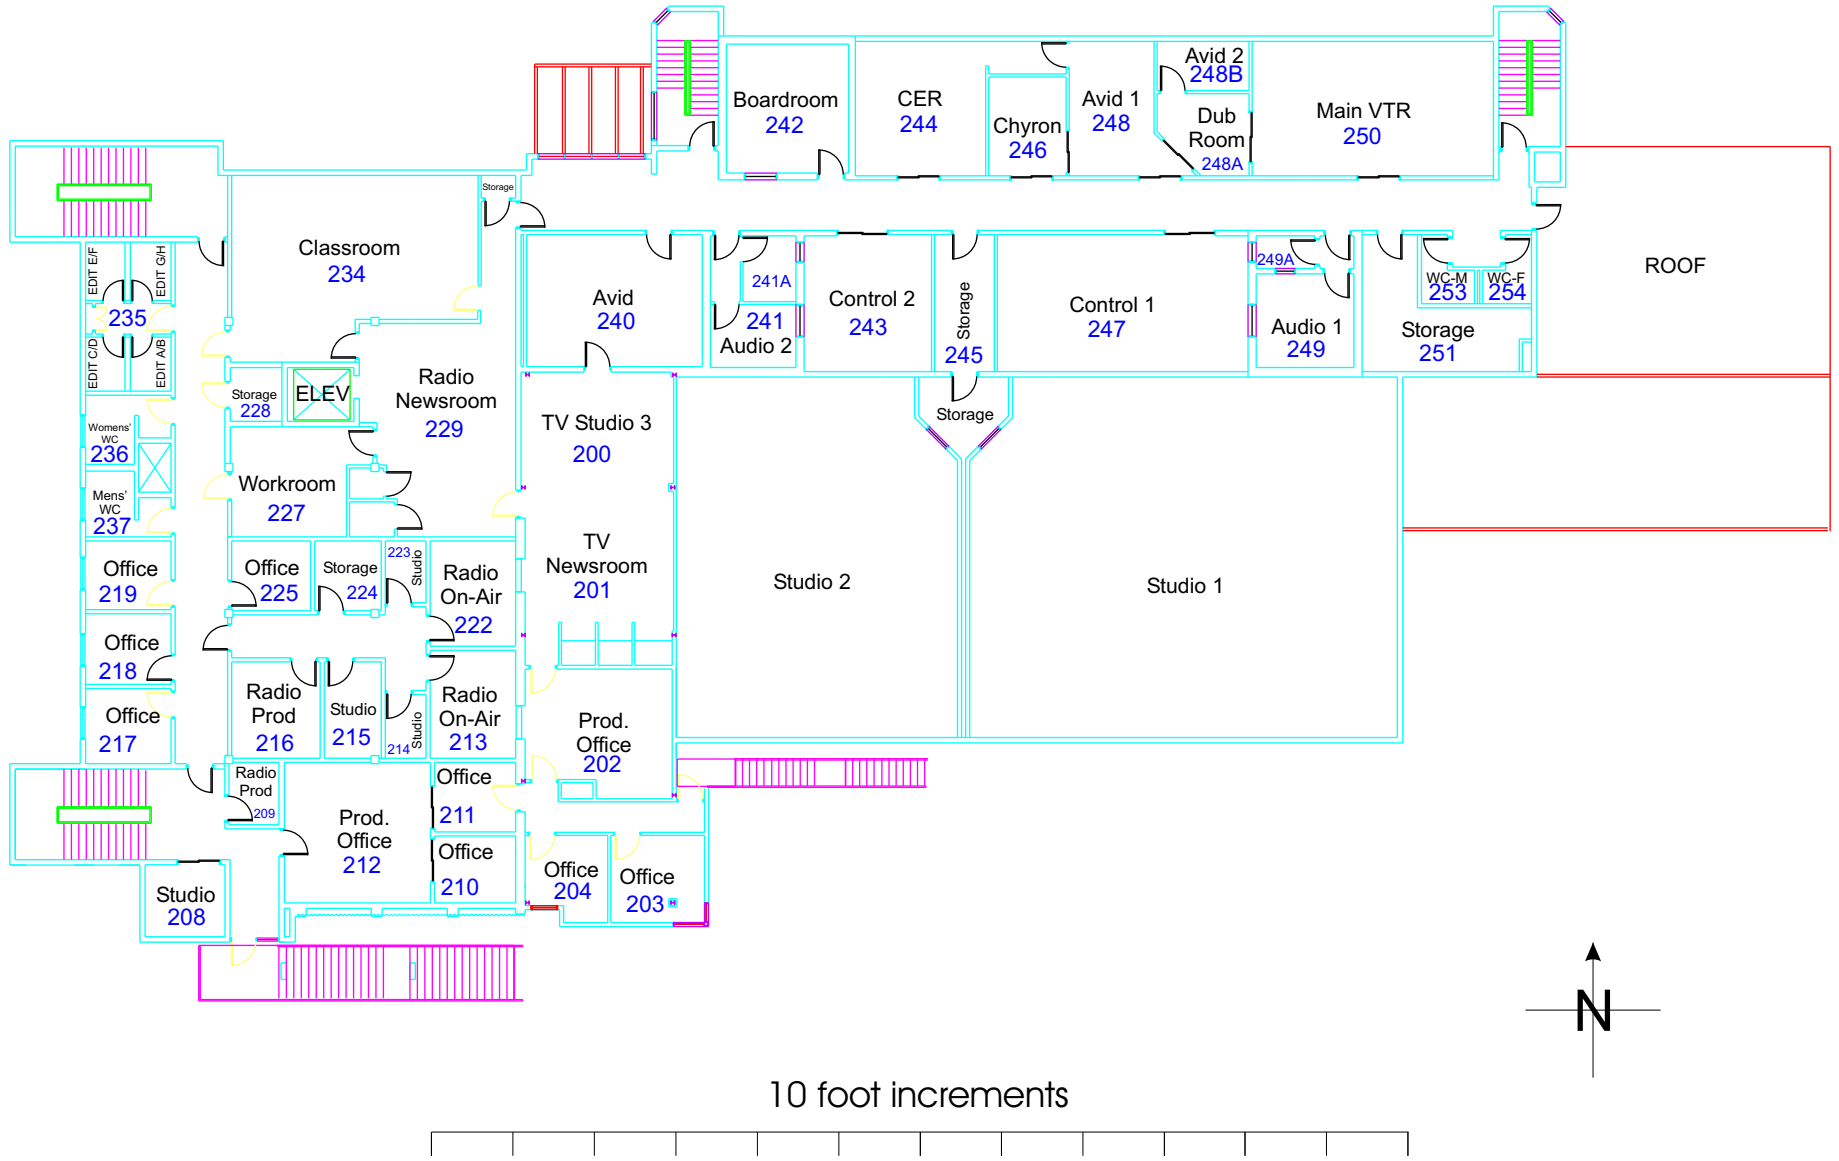 Boardroom
242
CER
244
Chyron
246
Avid 1
248
Avid 2
248B
Dub
Room
248A
Main VTR
250
Storage
Classroom
234
EDIT E/F
EDIT G/H
235
EDIT C/D
EDIT A/B
Avid
240
241A
241
Audio 2
Control 2
243
Storage
245
Control 1
247
249A
Audio 1
249
WC-M
253
WC-F
254
Storage
251
ROOF
Storage
228
ELEV
Radio
Newsroom
229
Womens'
WC
236
Mens'
WC
237
Workroom
227
TV Studio 3
200
TV
Newsroom
201
Storage
Studio 2
Studio 1
Office
219
Office
225
Storage
224
223
Studio
Radio
On-Air
222
Office
218
Office
217
Radio
Prod
216
Studio
215
214
Studio
Radio
On-Air
213
Prod.
Office
202
Radio
Prod
209
Prod.
Office
212
Office
211
Office
210
Office
204
Office
203
Studio
208
N
10 foot increments